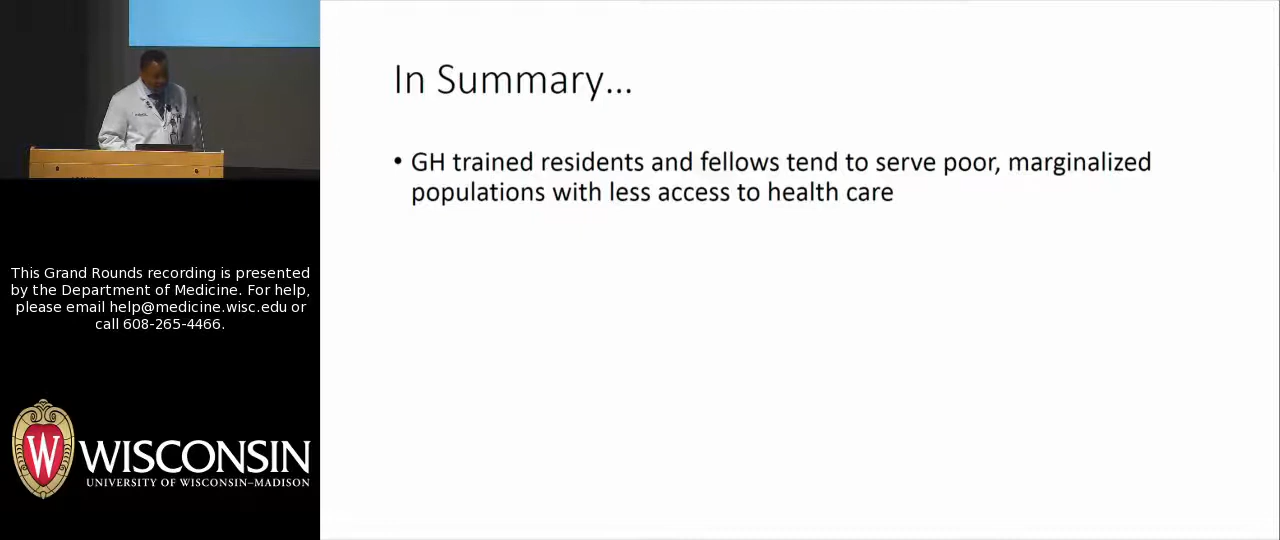 In Summary...
• GH trained residents and fellows tend to serve poor, marginalized
populations with less access to health care
This Grand Rounds recording is presented
by the Department of Medicine. For help,
please email help@medicine.wisc.edu or
call 608-265-4466.
W
WISCONSIN
UNIVERSITY OF WISCONSIN–MADISON